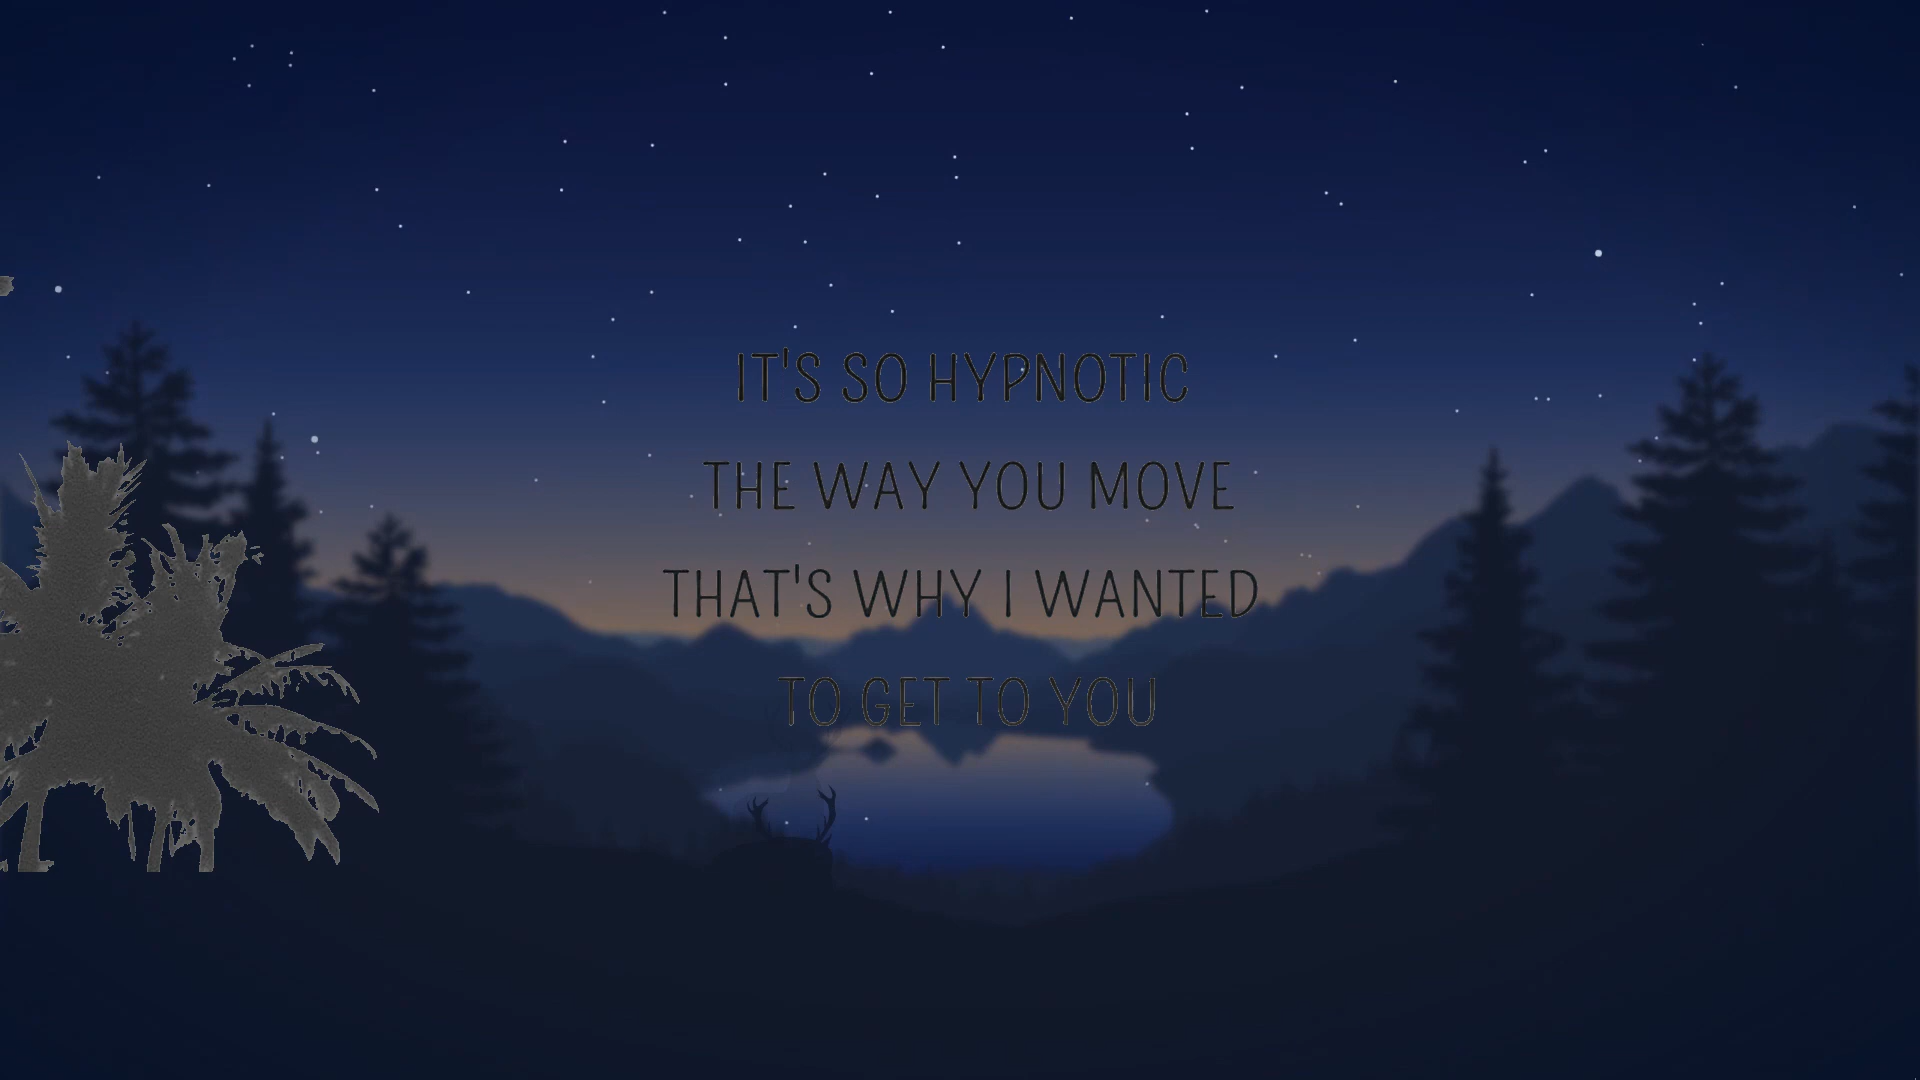 IT'S SO HYPNOTIC
THE WAY YOU MOVE
THAT'S WHY I WANTED
TO GET TO YOU